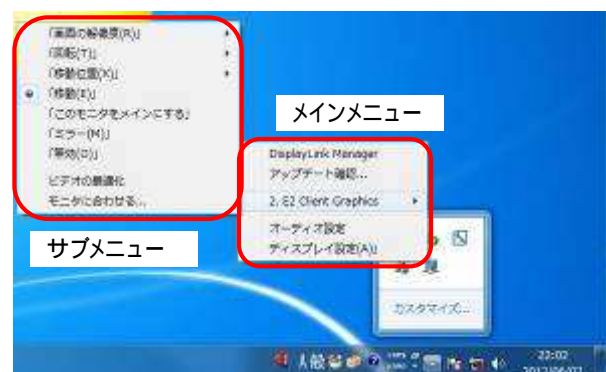 「画面の解像度(R)」
「回転(T)」
「移動位置(X)」
「移動(E)」
「このモニタをメインにする」
「ミラー(M)」
「無効(O)」
ビデオの最適化
モニタに合わせる...
サブメニュー
メインメニュー
DisplayLink Manager
アップデート確認...
2. E2 Client Graphics
オーディオ設定
ディスプレイ設定(A)」
カスタマイズ...
A 般
22:02